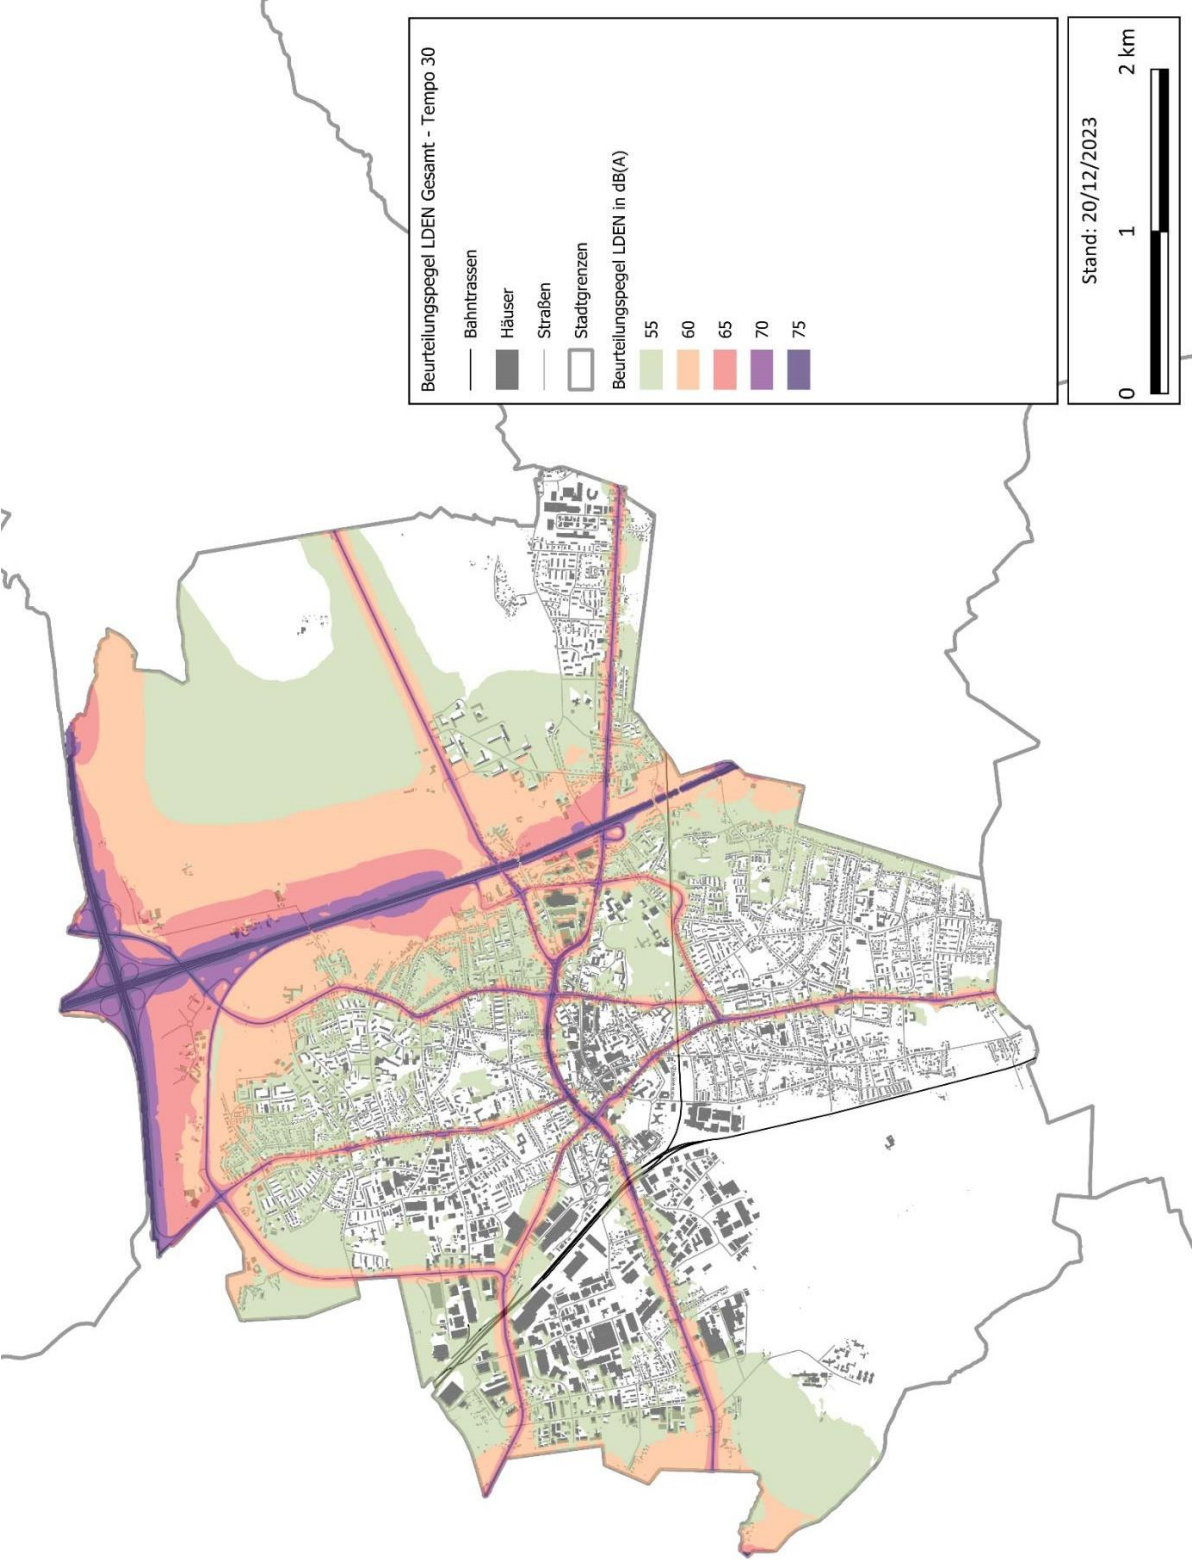 Beurteilungspegel LDEN Gesamt - Tempo 30
Bahntrassen
Häuser
Straßen
Stadtgrenzen
Beurteilungspegel LDEN in dB(A)
55
60
65
70
75
Stand: 20/12/2023
0 1 2 km